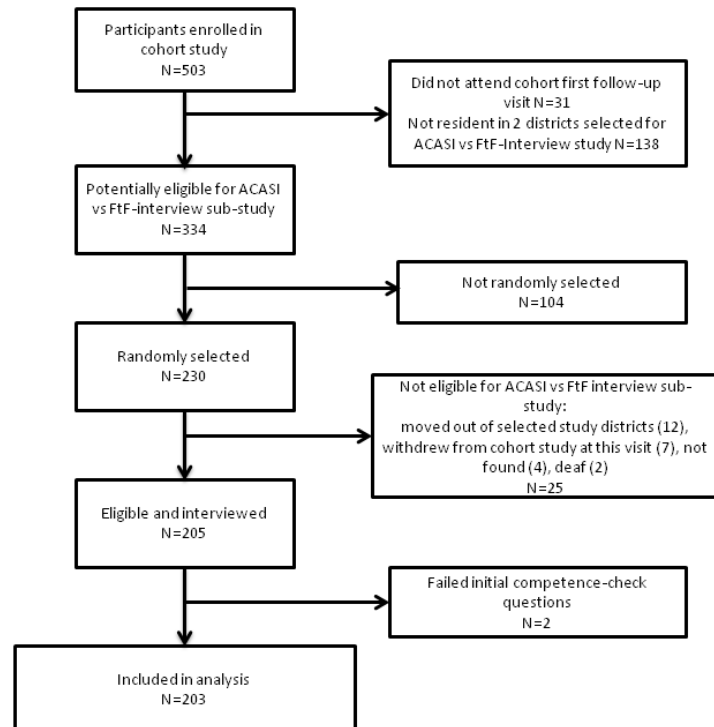 Participants enrolled in
cohort study
N=503
Did not attend cohort first follow-up
visit N=31
Not resident in 2 districts selected for
ACASI vs FtF-Interview study N=138
Potentially eligible for ACASI
vs FtF-interview sub-study
N=334
Not randomly selected
N=104
Randomly selected
N=230
Not eligible for ACASI vs FtF interview sub-
study:
moved out of selected study districts (12),
withdrew from cohort study at this visit (7), not
found (4), deaf (2)
N=25
Eligible and interviewed
N=205
Failed initial competence-check
questions
N=2
Included in analysis
N=203